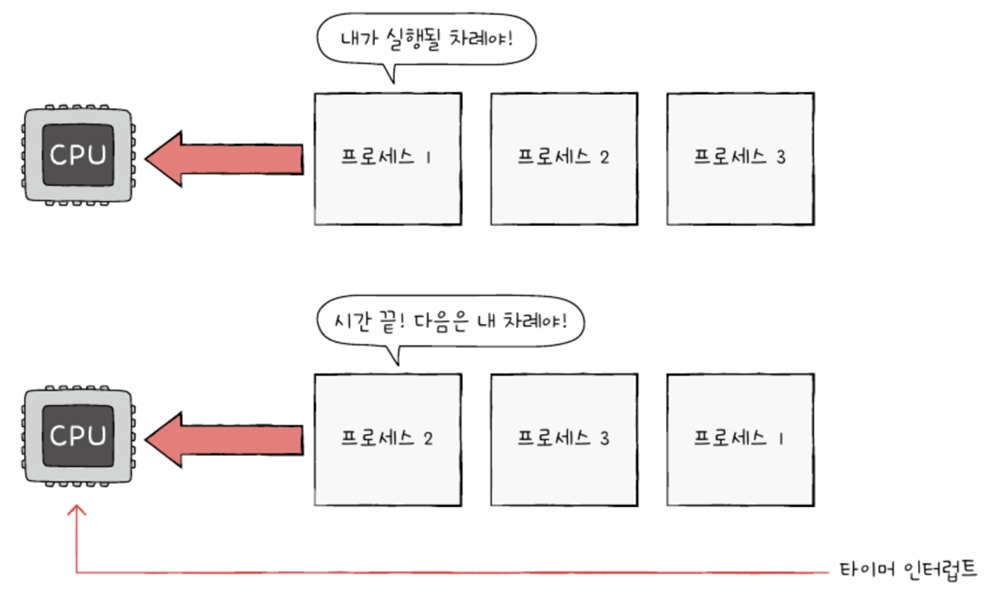 내가 실행될 차례야!
CPU
프로세스 1
프로세스 2
프로세스 3
시간 끝! 다음은 내 차례야!
CPU
프로세스 2
프로세스 3
프로세스 1
타이머 인터럽트